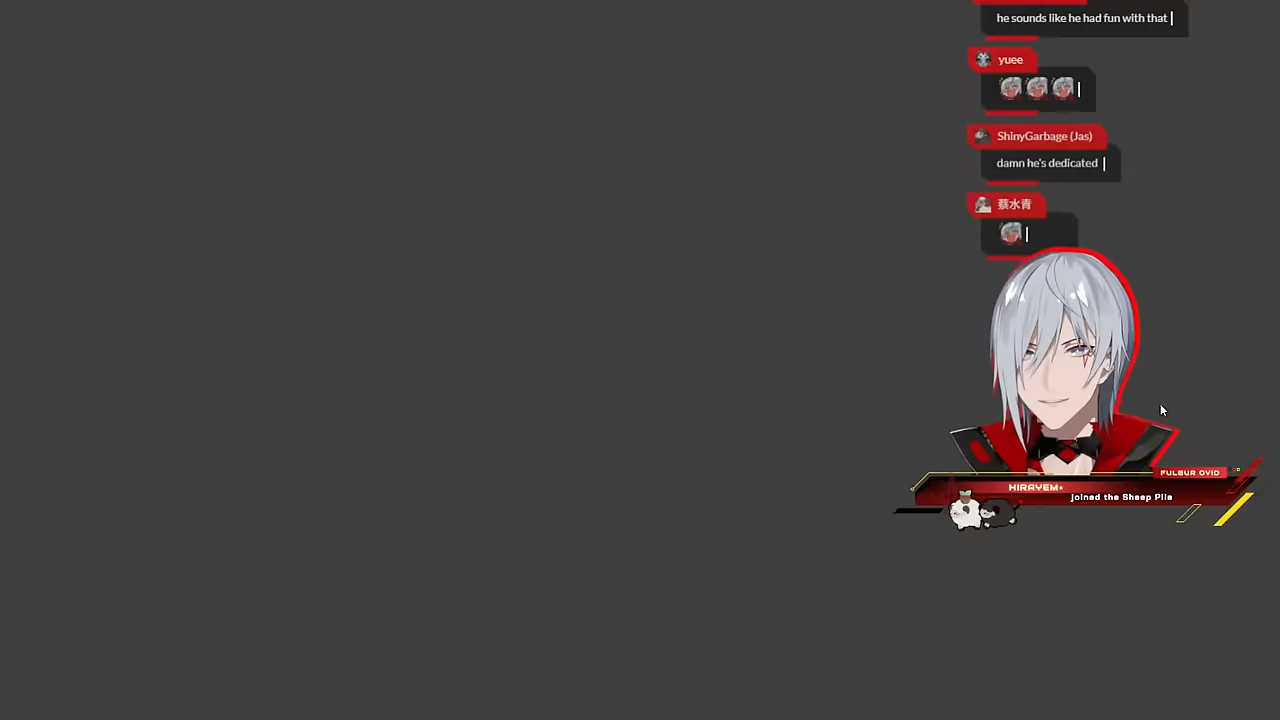 he sounds like he had fun with that
yuee
ShinyGarbage (Jas)
damn he's dedicated
蔡水青
FULGUR OVID
HIRAYEM•
joined the Sheep Pile